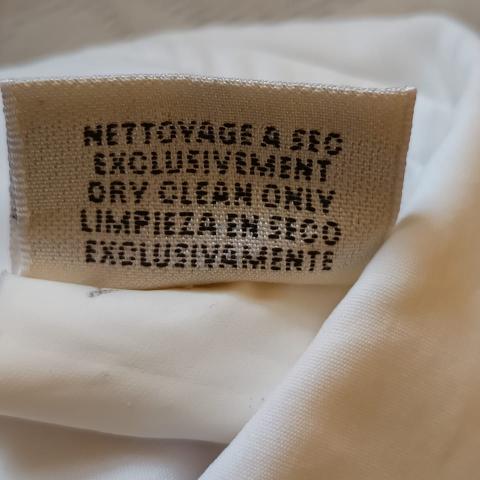 NETTOYAGE A SEC
EXCLUSIVEMENT
DRY CLEAN ONLY
LIMPIEZA EN SECO
EXCLUSIVAMENTE